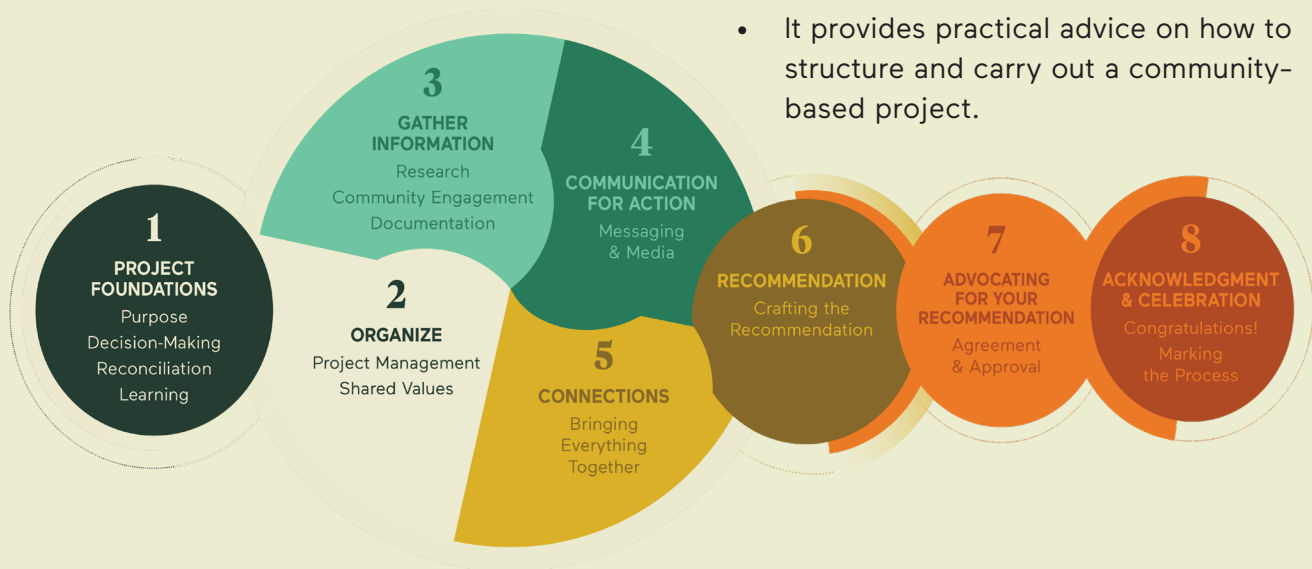 • It provides practical advice on how to
structure and carry out a community-
based project.
1
PROJECT
FOUNDATIONS
Purpose
Decision-Making
Reconciliation
Learning
2
ORGANIZE
Project Management
Shared Values
3
GATHER
INFORMATION
Research
Community Engagement
Documentation
4
COMMUNICATION
FOR ACTION
Messaging
& Media
5
CONNECTIONS
Bringing
Everything
Together
6
RECOMMENDATION
Crafting the
Recommendation
7
ADVOCATING
FOR YOUR
RECOMMENDATION
Agreement
& Approval
8
ACKNOWLEDGMENT
& CELEBRATION
Congratulations!
Marking
the Process